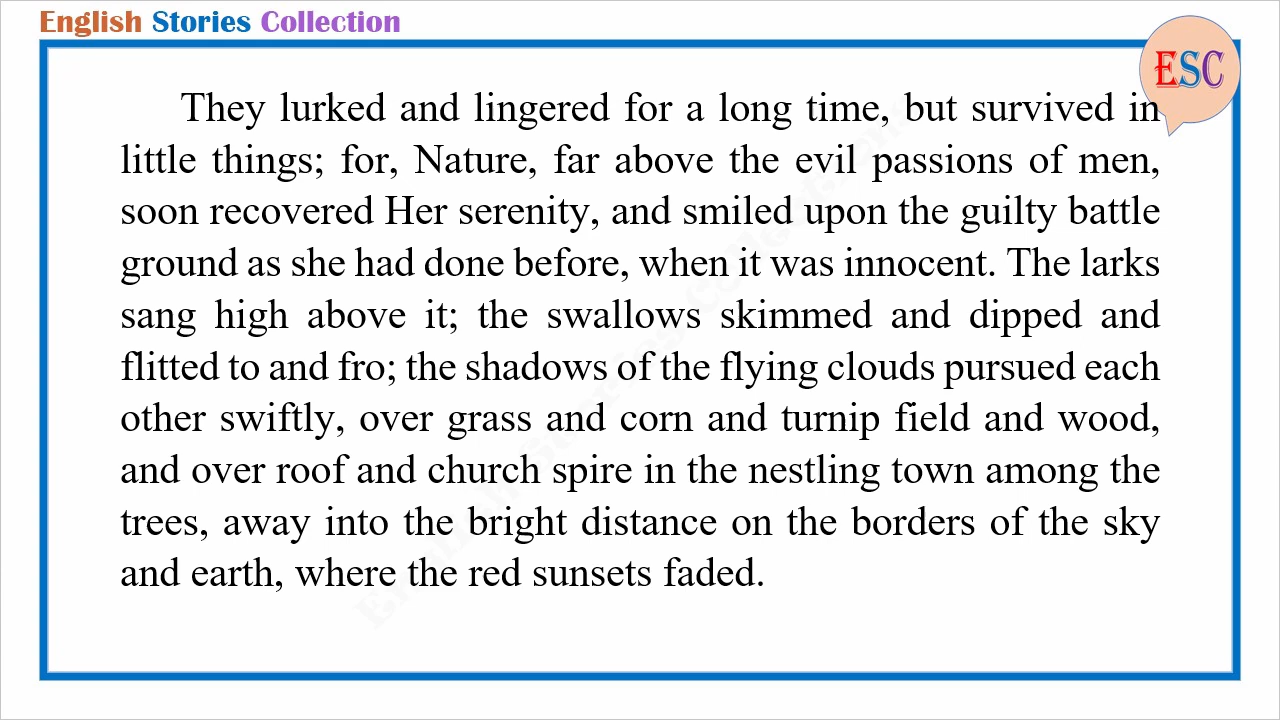 English Stories Collection
ESC
They lurked and lingered for a long time, but survived in
little things; for, Nature, far above the evil passions of men,
soon recovered Her serenity, and smiled upon the guilty battle
ground as she had done before, when it was innocent. The larks
sang high above it; the swallows skimmed and dipped and
flitted to and fro; the shadows of the flying clouds pursued each
other swiftly, over grass and corn and turnip field and wood,
and over roof and church spire in the nestling town among the
trees, away into the bright distance on the borders of the sky
and earth, where the red sunsets faded.